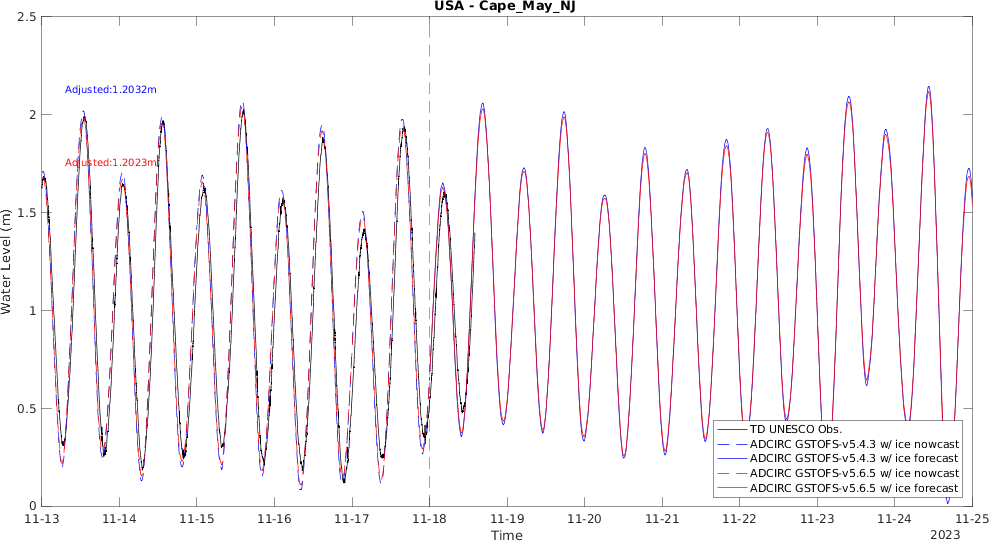 USA - Cape_May_NJ
2.5
2
1.5
1
0.5
0
Water Level (m)
Adjusted:1.2032m
Adjusted:1.2023m
TD UNESCO Obs.
ADCIRC GSTOFS-v5.4.3 w/ ice nowcast
ADCIRC GSTOFS-v5.4.3 w/ ice forecast
ADCIRC GSTOFS-v5.6.5 w/ ice nowcast
ADCIRC GSTOFS-v5.6.5 w/ ice forecast
11-13 11-14 11-15 11-16 11-17 11-18 11-19 11-20 11-21 11-22 11-23 11-24 11-25
Time
2023